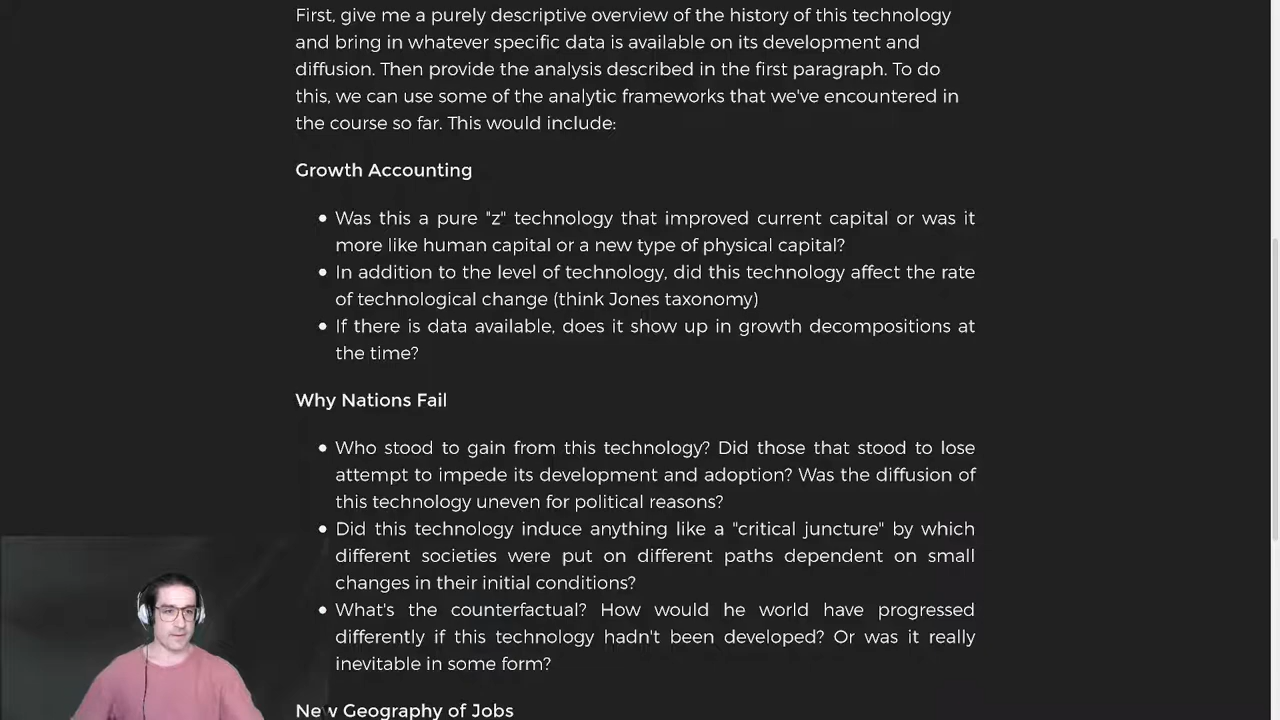 First, give me a purely descriptive overview of the history of this technology
and bring in whatever specific data is available on its development and
diffusion. Then provide the analysis described in the first paragraph. To do
this, we can use some of the analytic frameworks that we've encountered in
the course so far. This would include:
Growth Accounting
• Was this a pure "z" technology that improved current capital or was it
more like human capital or a new type of physical capital?
• In addition to the level of technology, did this technology affect the rate
of technological change (think Jones taxonomy)
• If there is data available, does it show up in growth decompositions at
the time?
Why Nations Fail
• Who stood to gain from this technology? Did those that stood to lose
attempt to impede its development and adoption? Was the diffusion of
this technology uneven for political reasons?
• Did this technology induce anything like a "critical juncture" by which
different societies were put on different paths dependent on small
changes in their initial conditions?
• What's the counterfactual? How would he world have progressed
differently if this technology hadn't been developed? Or was it really
inevitable in some form?
New Geography of Jobs